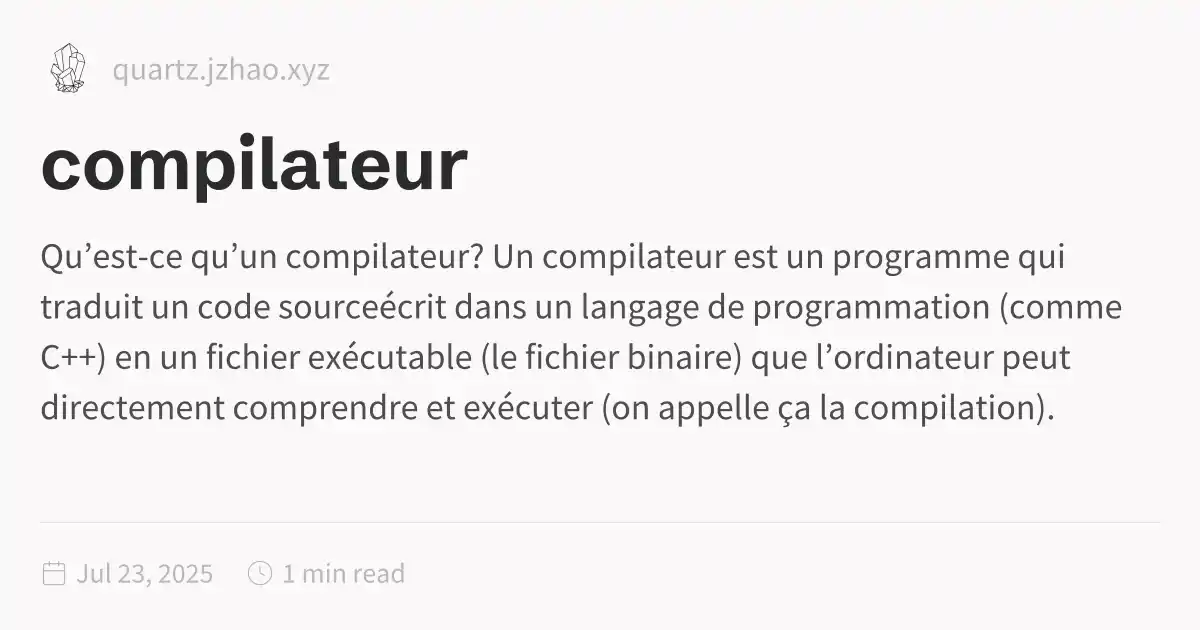 quartz.jzhao.xyz
compilateur
Qu’est-ce qu’un compilateur? Un compilateur est un programme qui
traduit un code sourceécrit dans un langage de programmation (comme
C++) en un fichier exécutable (le fichier binaire) que l’ordinateur peut
directement comprendre et exécuter (on appelle ça la compilation).
Jul 23, 2025 1 min read